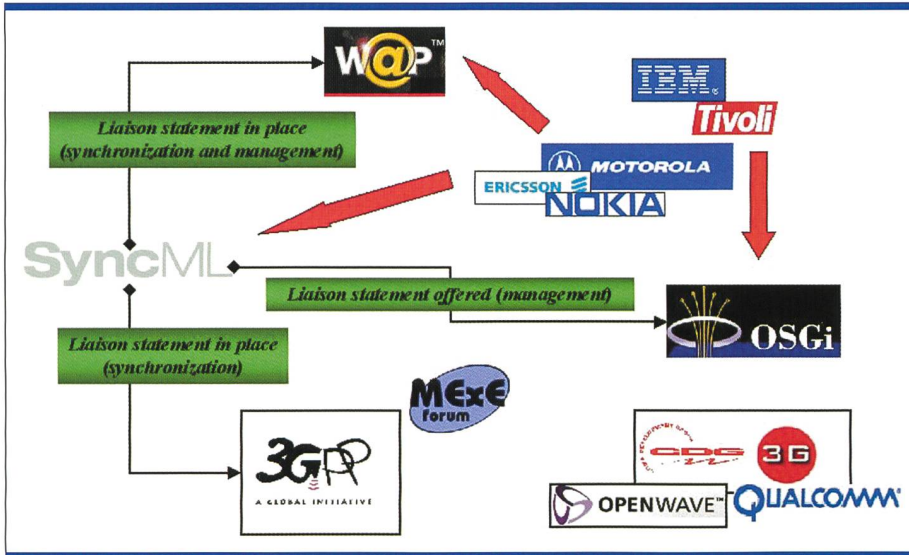 W@P™
IBM®
Tivoli
Liaison statement in place
(synchronization and management)
MOTOROLA
ERICSSON
NOKIA
SyncML
Liaison statement offered (management)
OSGi
Liaison statement in place
(synchronization)
MExE
forum
3GPP
A GLOBAL INITIATIVE
CDG
3G
OPENWAVE™
QUALCOMM®